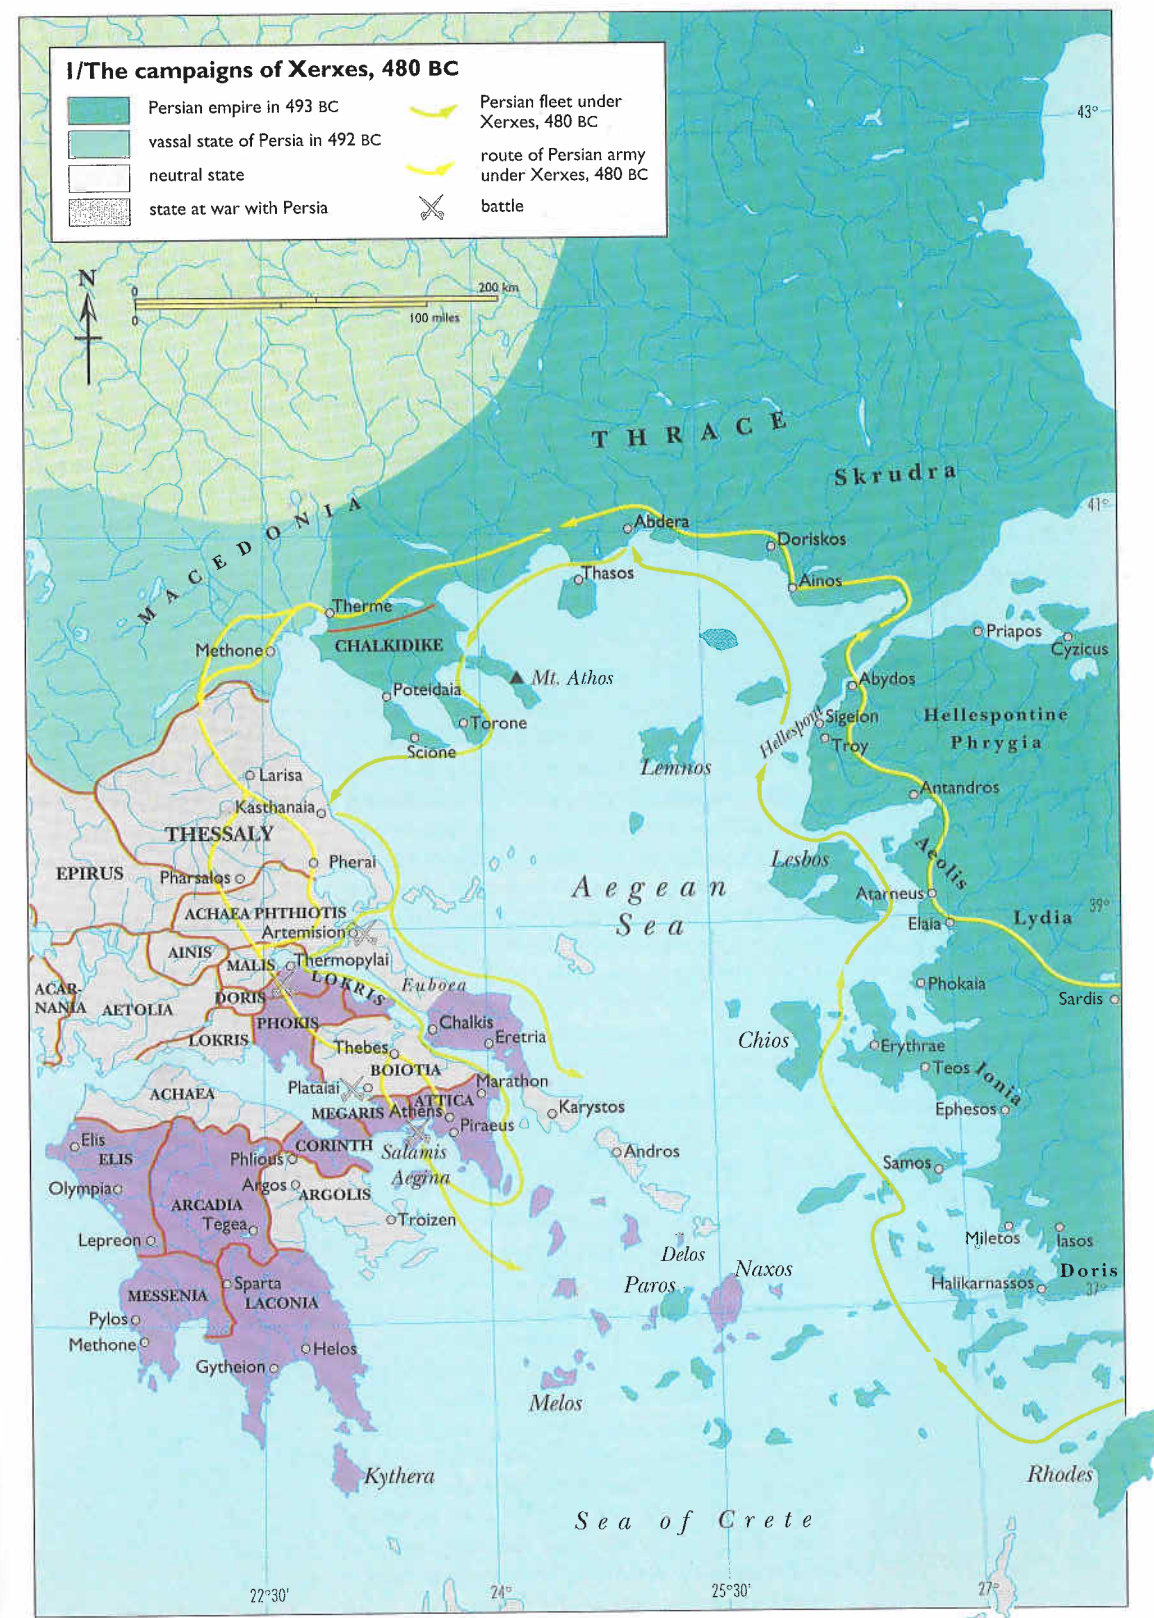 1/The campaigns of Xerxes, 480 BC
Persian empire in 493 BC
vassal state of Persia in 492 BC
neutral state
state at war with Persia
Persian fleet under
Xerxes, 480 BC
route of Persian army
under Xerxes, 480 BC
battle
43°
N
0
200 km
0
100 miles
THRACE
Skrudra
41°
MACEDONIA
Abdera
Doriskos
Thasos
Ainos
Therme
Priapos
Cyzicus
Methone
CHALKIDIKE
Mt. Athos
Abydos
Poteidaia
Torone
Scione
Hellespont
Sigeion
Troy
Hellespontine
Phrygia
Lemnos
Larisa
Kasthanaia
Antandros
THESSALY
EPIRUS
Pherai
Pharsalos
Lesbos
Aeolis
Aegean
Sea
Atarneus
Elaia
Lydia
39°
ACHAEA PHTHIOTIS
Artemision
AINIS
MALIS
Thermopylai
LOKRIS
Euboea
Phokaia
Sardis
ACAR-
NANIA
AETOLIA
DORIS
PHOKIS
LOKRIS
Chalkis
Eretria
Chios
Erythrae
Thebes
BOIOTIA
Teos
Ionia
Plataiai
Marathon
ACHAEA
ATTICA
MEGARIS
Athens
Karystos
Ephesos
Piraeus
Elis
ELIS
CORINTH
Salamis
Phlious
Andros
Samos
Olympia
Argos
ARGOLIS
Aegina
ARCADIA
Tegea
Troizen
Lepreon
Miletos
Iasos
Delos
Doris
Paros
Naxos
Halikarnassos
37°
Sparta
MESSENIA
LACONIA
Pylos
Methone
Helos
Gytheion
Melos
Kythera
Rhodes
Sea of Crete
22°30'
24°
25°30'
27°